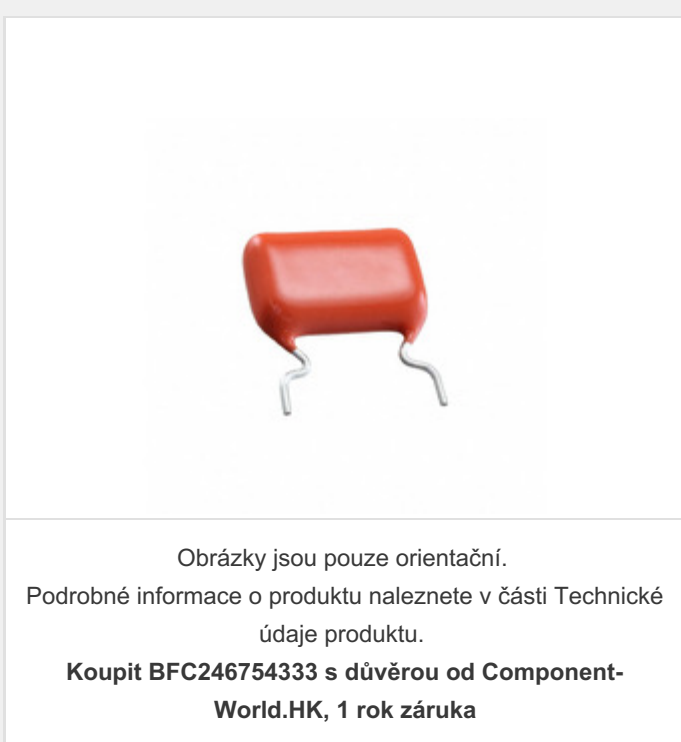 Obrázky jsou pouze orientační.
Podrobné informace o produktu naleznete v části Technické
údaje produktu.
Koupit BFC246754333 s důvěrou od Component-
World.HK, 1 rok záruka